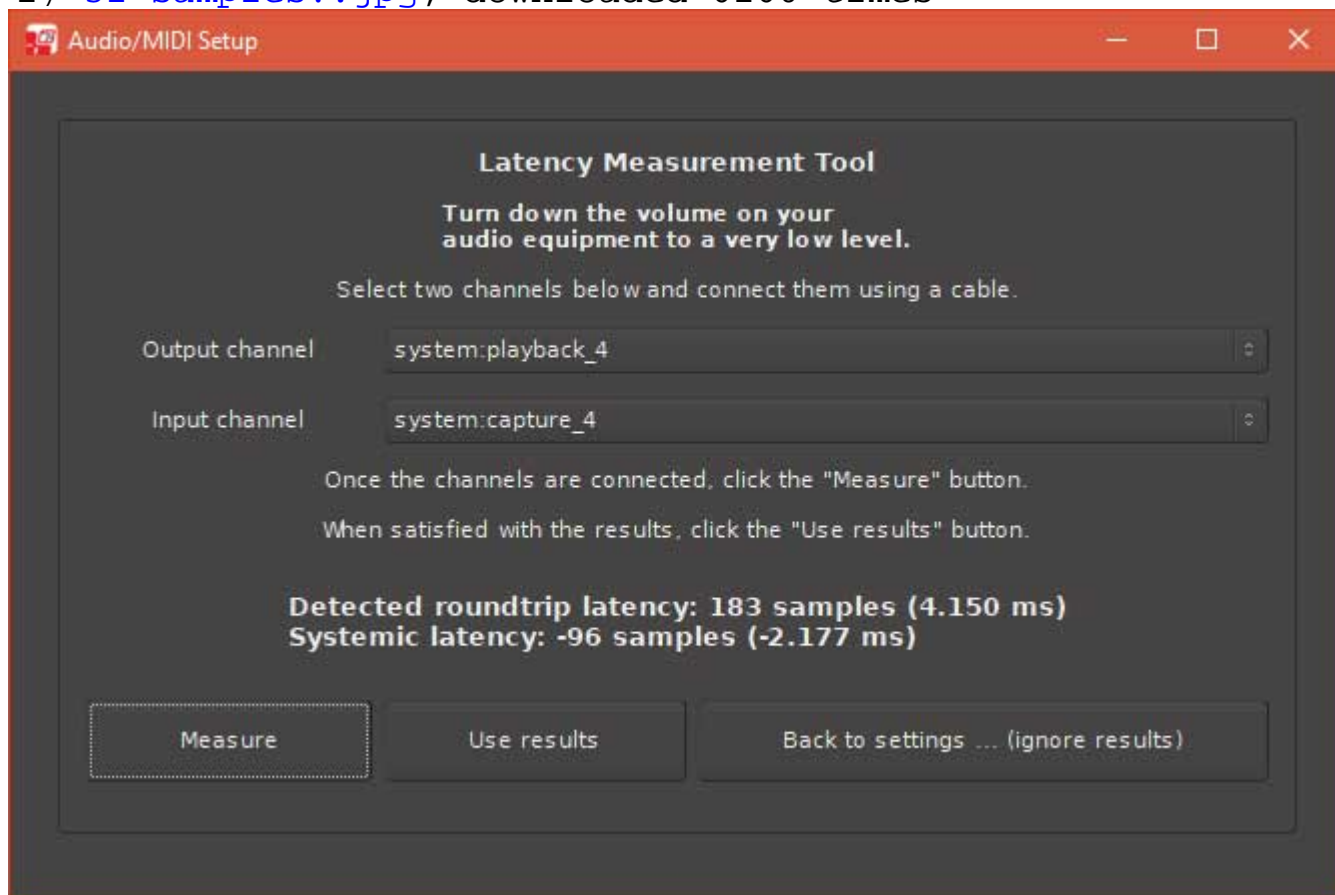 Audio/MIDI Setup
Latency Measurement Tool
Turn down the volume on your
audio equipment to a very low level.
Select two channels below and connect them using a cable.
Output channel system:playback_4
Input channel system:capture_4
Once the channels are connected, click the "Measure" button.
When satisfied with the results, click the "Use results" button.
Detected roundtrip latency: 183 samples (4.150 ms)
Systemic latency: -96 samples (-2.177 ms)
Measure Use results Back to settings ... (ignore results)